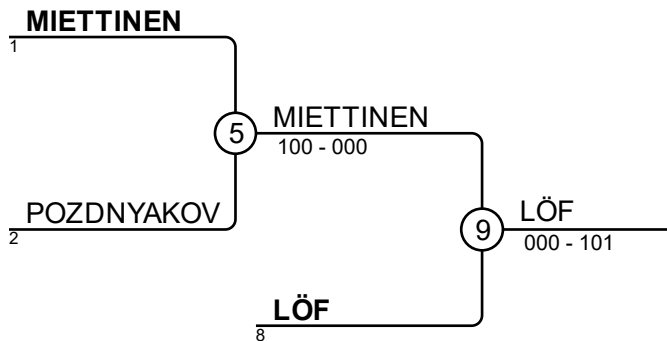 MIETTINEN
1
5
MIETTINEN
100 - 000
POZDNYAKOV
2
9
LÖF
000 - 101
LÖF
8